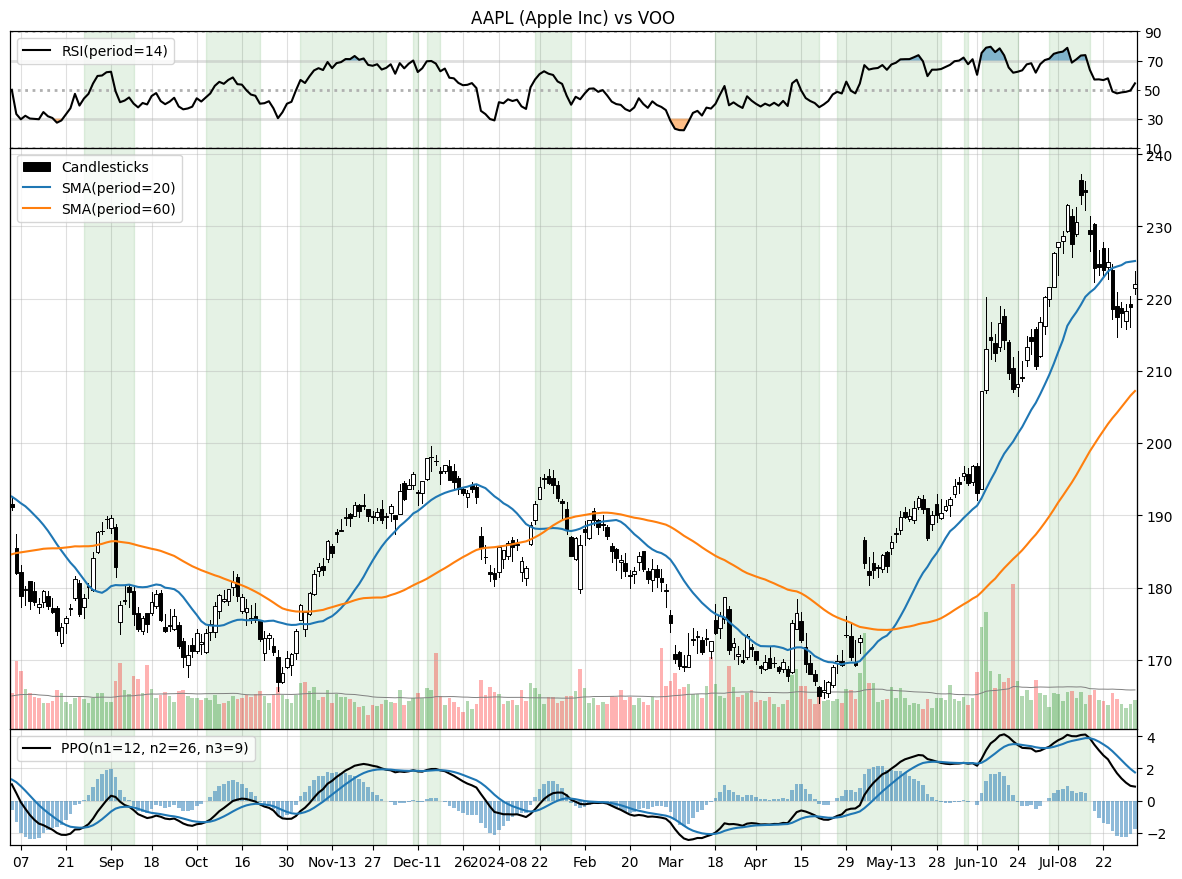 AAPL (Apple Inc) vs VOO
RSI(period=14)
90
70
50
30
10
Candlesticks
SMA(period=20)
SMA(period=60)
240
230
220
210
200
190
180
170
PPO(n1=12, n2=26, n3=9)
4
2
0
−2
07 21 Sep 18 Oct 16 30 Nov-13 27 Dec-11 26 2024-08 22 Feb 20 Mar 18 Apr 15 29 May-13 28 Jun-10 24 Jul-08 22